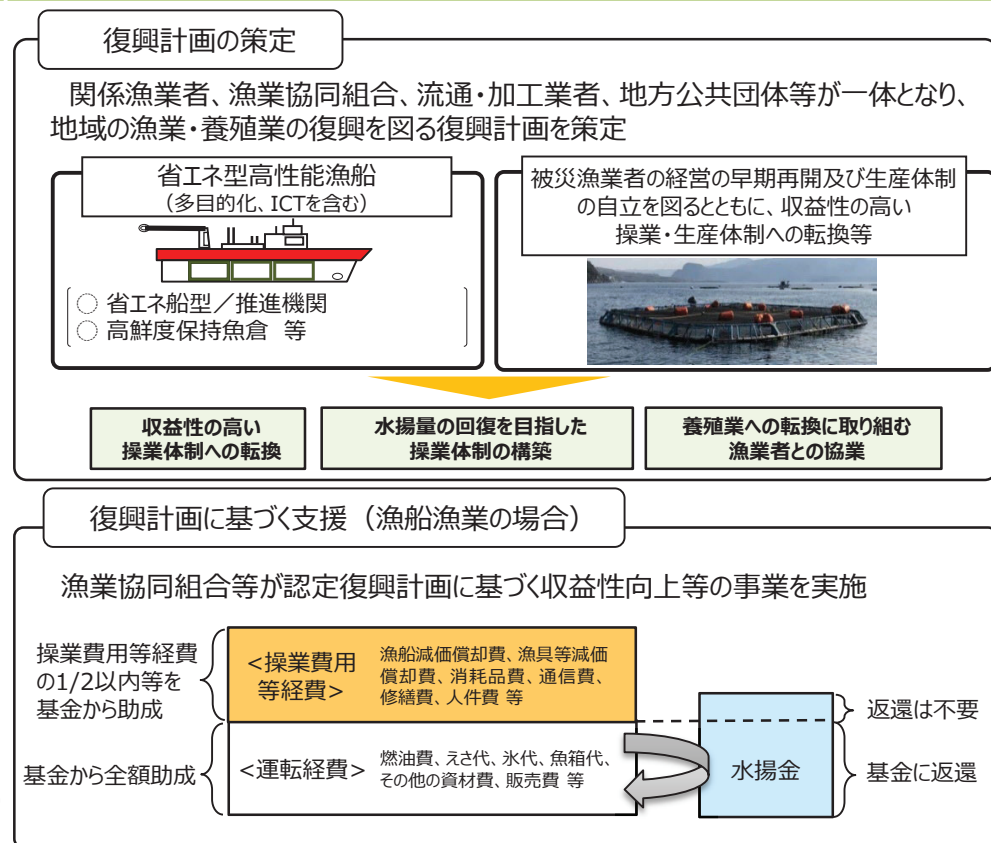 復興計画の策定
関係漁業者、漁業協同組合、流通・加工業者、地方公共団体等が一体となり、
地域の漁業・養殖業の復興を図る復興計画を策定
省エネ型高性能漁船
（多目的化、ICTを含む）
○ 省エネ船型／推進機関
○ 高鮮度保持魚倉 等
被災漁業者の経営の早期再開及び生産体制
の自立を図るとともに、収益性の高い
操業・生産体制への転換等
収益性の高い
操業体制への転換
水揚量の回復を目指した
操業体制の構築
養殖業への転換に取り組む
漁業者との協業
復興計画に基づく支援（漁船漁業の場合）
漁業協同組合等が認定復興計画に基づく収益性向上等の事業を実施
操業費用等経費
の1/2以内等を
基金から助成
<操業費用
等経費>
漁船減価償却費、漁具等減価
償却費、消耗品費、通信費、
修繕費、人件費 等
返還は不要
基金から全額助成
<運転経費>
燃油費、えさ代、氷代、魚箱代、
その他の資材費、販売費 等
水揚金
基金に返還